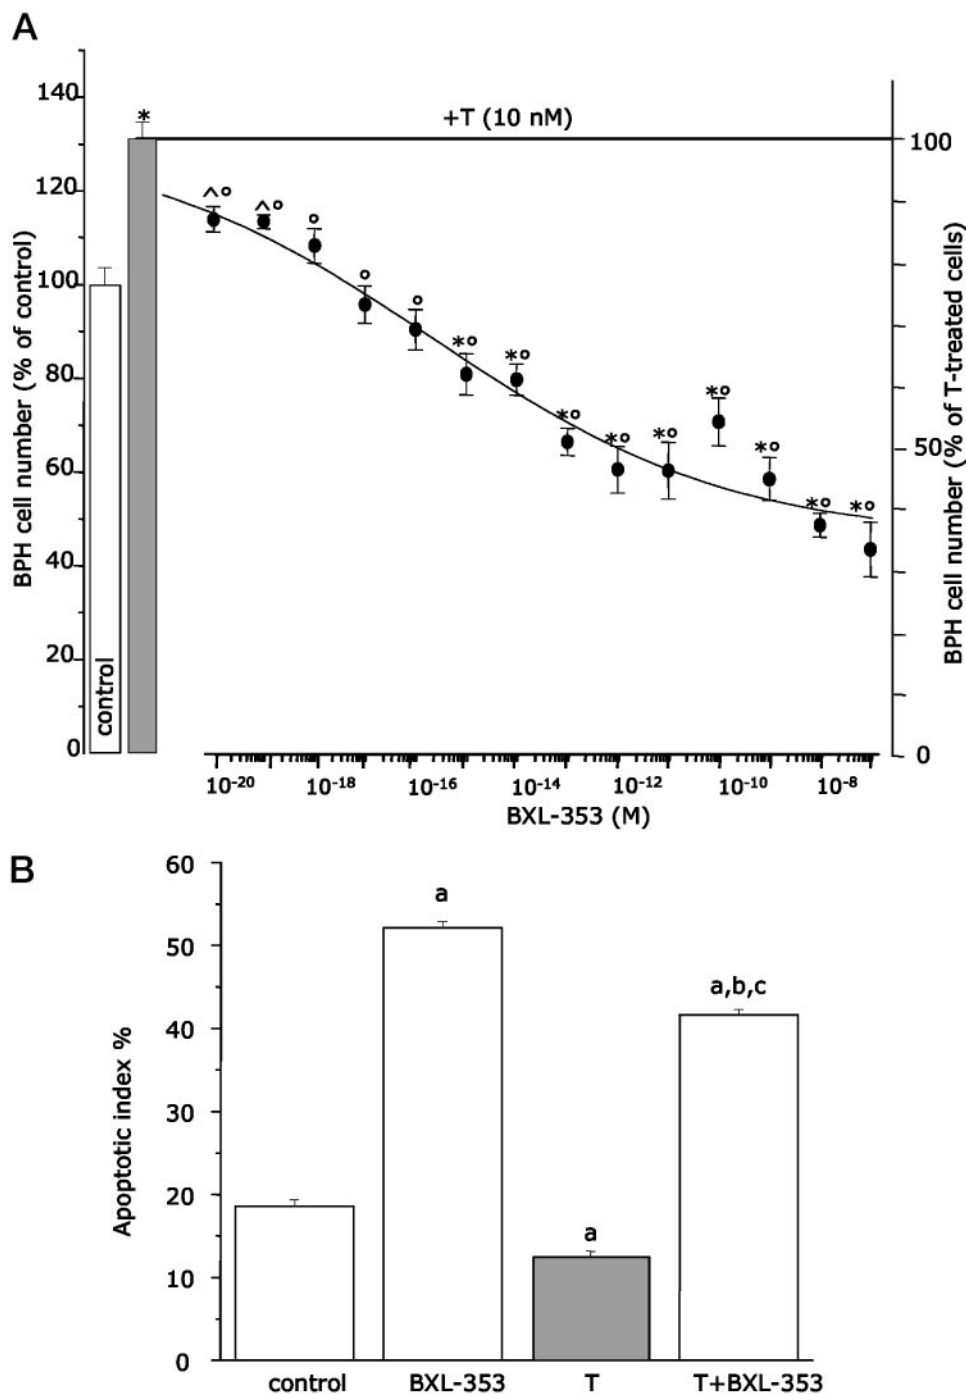 A
+T (10 nM)
BPH cell number (% of control)
140
120
100
80
60
40
20
0
control
*
^°
^°
°
°
°
*°
*°
*°
*°
*°
*°
*°
*°
*°
100
50
0
BPH cell number (% of T-treated cells)
10-20 10-18 10-16 10-14 10-12 10-10 10-8
BXL-353 (M)
B
Apoptotic index %
60
50
40
30
20
10
0
a
a
a,b,c
control BXL-353 T T+BXL-353